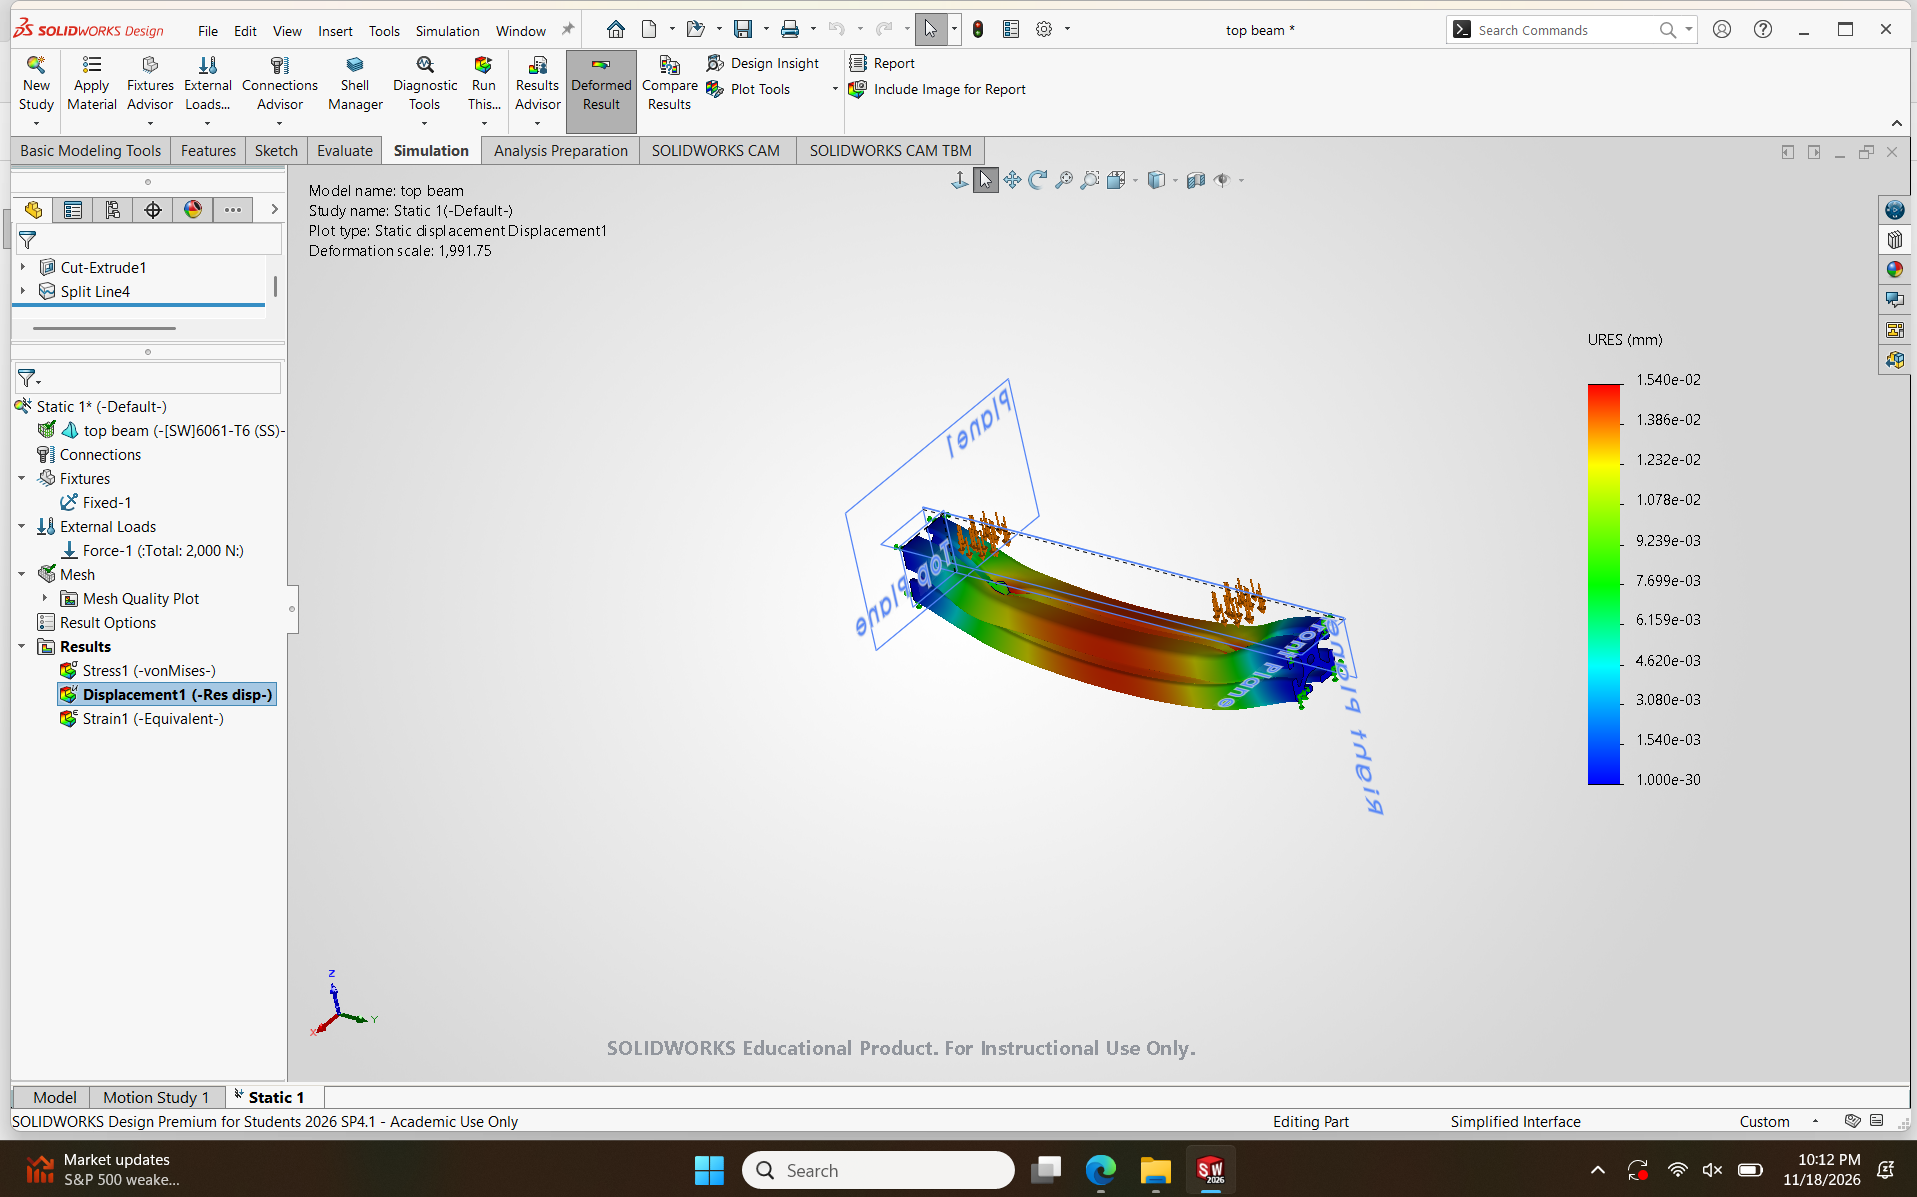 SOLIDWORKS Design
File Edit View Insert Tools Simulation Window
top beam *
Search Commands
New Study
Apply Material
Fixtures Advisor
External Loads...
Connections Advisor
Shell Manager
Diagnostic Tools
Run This...
Results Advisor
Deformed Result
Compare Results
Design Insight
Plot Tools
Report
Include Image for Report
Basic Modeling Tools Features Sketch Evaluate Simulation Analysis Preparation SOLIDWORKS CAM SOLIDWORKS CAM TBM
Cut-Extrude1
Split Line4
Static 1* (-Default-)
top beam (-[SW]6061-T6 (SS)-
Connections
Fixtures
Fixed-1
External Loads
Force-1 (:Total: 2,000 N:)
Mesh
Mesh Quality Plot
Result Options
Results
Stress1 (-vonMises-)
Displacement1 (-Res disp-)
Strain1 (-Equivalent-)
Model name: top beam
Study name: Static 1(-Default-)
Plot type: Static displacement Displacement1
Deformation scale: 1,991.75
Plane1
Top Plane
Front Plane
Right Plane
URES (mm)
1.540e-02
1.386e-02
1.232e-02
1.078e-02
9.239e-03
7.699e-03
6.159e-03
4.620e-03
3.080e-03
1.540e-03
1.000e-30
Z
X
Y
SOLIDWORKS Educational Product. For Instructional Use Only.
Model Motion Study 1 Static 1
SOLIDWORKS Design Premium for Students 2026 SP4.1 - Academic Use Only
Editing Part
Simplified Interface
Custom
Market updates
S&P 500 weake...
Search
SW
2026
10:12 PM
11/18/2026